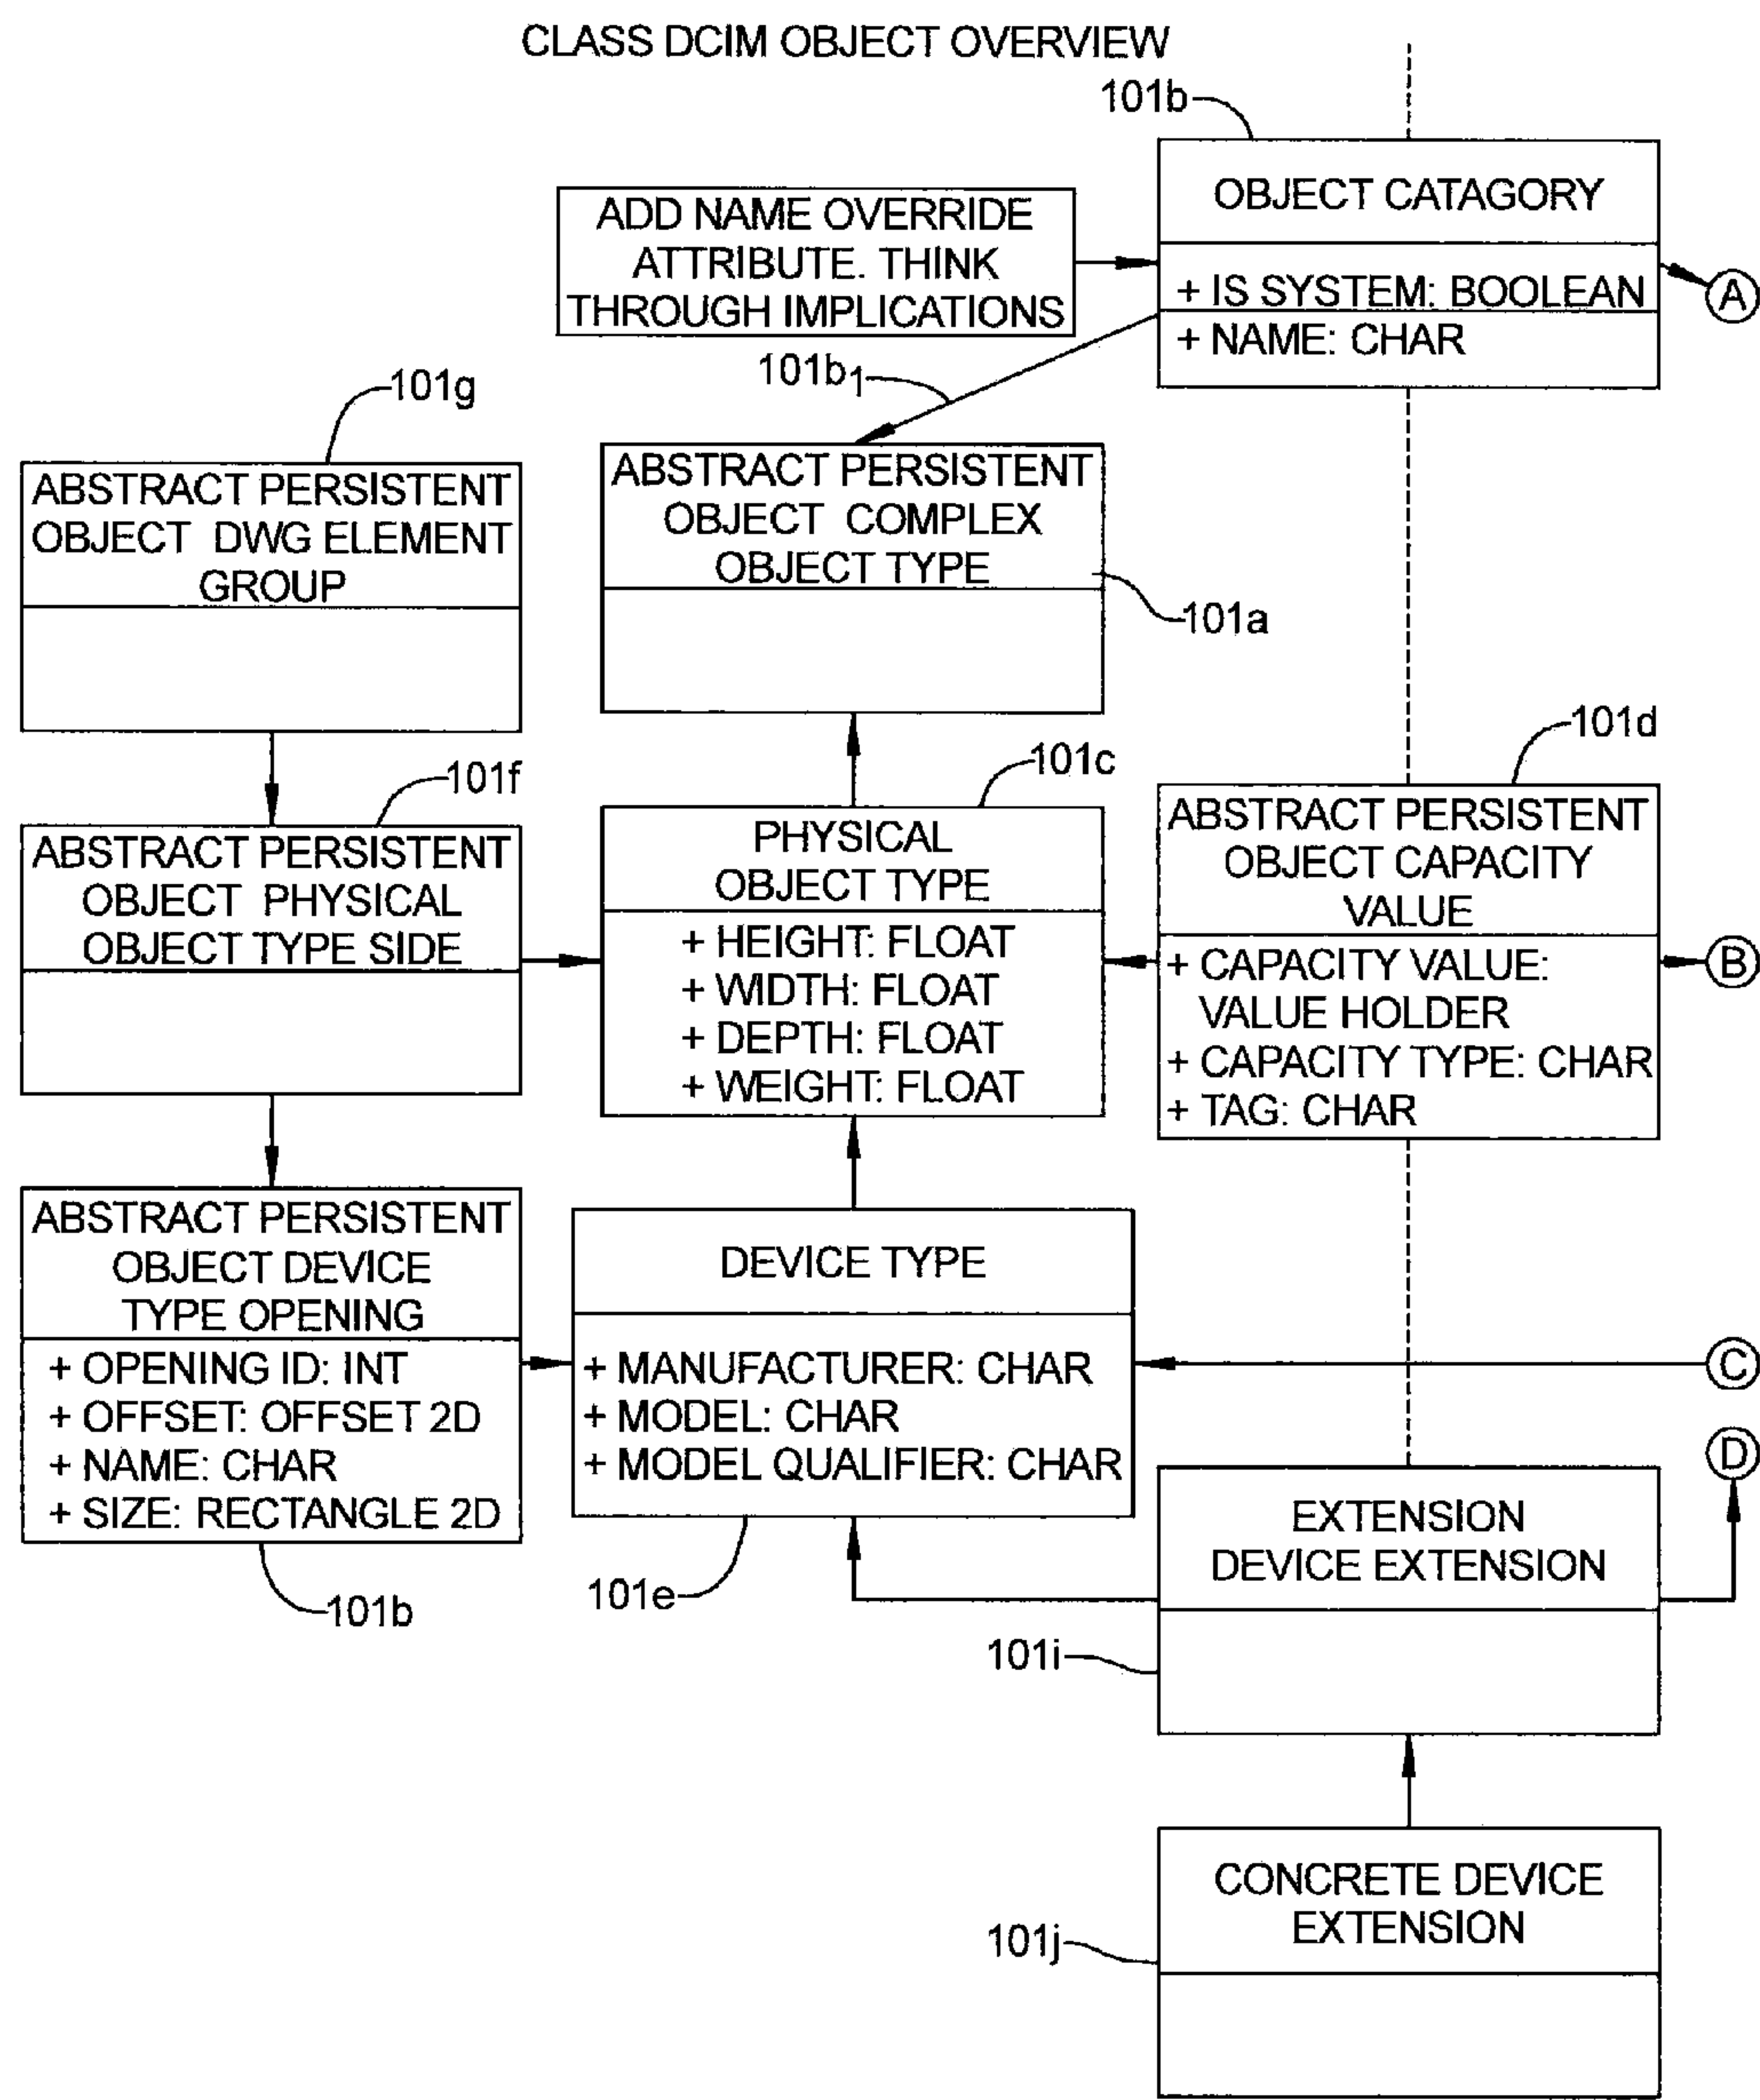 CLASS DCIM OBJECT OVERVIEW
101b
OBJECT CATAGORY
+ IS SYSTEM: BOOLEAN
+ NAME: CHAR
A
ADD NAME OVERRIDE
ATTRIBUTE. THINK
THROUGH IMPLICATIONS
101b1
101g
ABSTRACT PERSISTENT
OBJECT DWG ELEMENT
GROUP
ABSTRACT PERSISTENT
OBJECT COMPLEX
OBJECT TYPE
101a
101f
ABSTRACT PERSISTENT
OBJECT PHYSICAL
OBJECT TYPE SIDE
101c
PHYSICAL
OBJECT TYPE
+ HEIGHT: FLOAT
+ WIDTH: FLOAT
+ DEPTH: FLOAT
+ WEIGHT: FLOAT
101d
ABSTRACT PERSISTENT
OBJECT CAPACITY
VALUE
+ CAPACITY VALUE:
VALUE HOLDER
+ CAPACITY TYPE: CHAR
+ TAG: CHAR
B
ABSTRACT PERSISTENT
OBJECT DEVICE
TYPE OPENING
+ OPENING ID: INT
+ OFFSET: OFFSET 2D
+ NAME: CHAR
+ SIZE: RECTANGLE 2D
101b
DEVICE TYPE
+ MANUFACTURER: CHAR
+ MODEL: CHAR
+ MODEL QUALIFIER: CHAR
101e
C
D
EXTENSION
DEVICE EXTENSION
101i
CONCRETE DEVICE
EXTENSION
101j